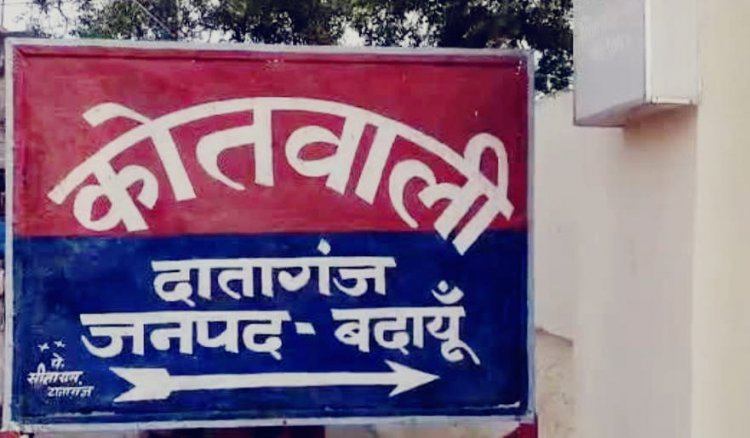 कोतवाली
दातागंज
जनपद - बदायूँ
पे.
सीताराम.
दातागंज